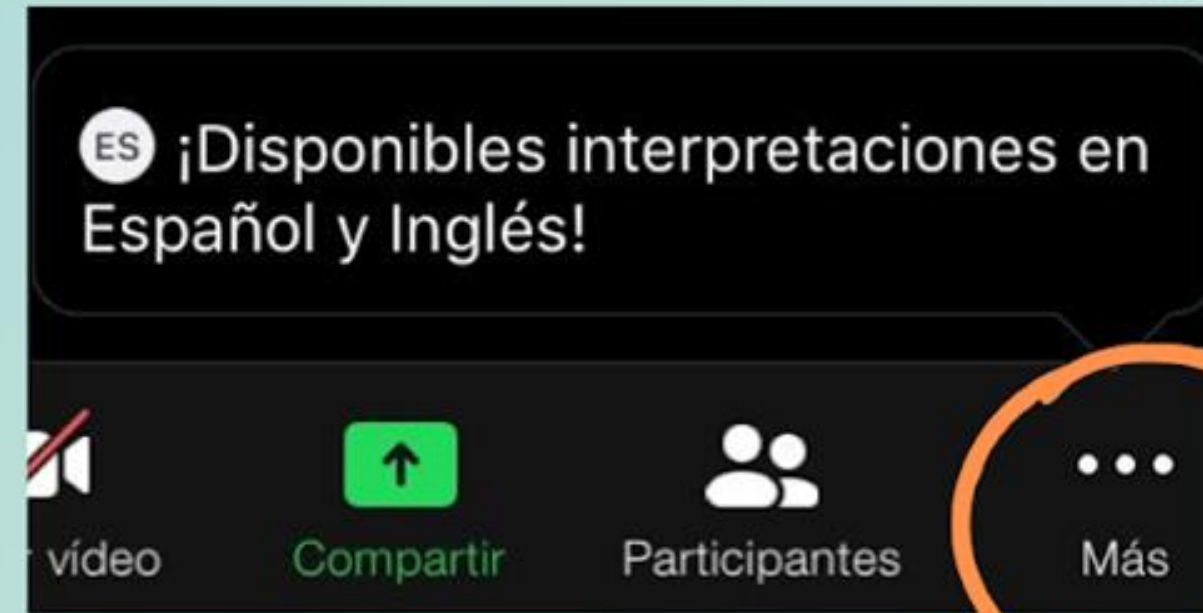 ES ¡Disponibles interpretaciones en
Español y Inglés!
vídeo Compartir Participantes Más